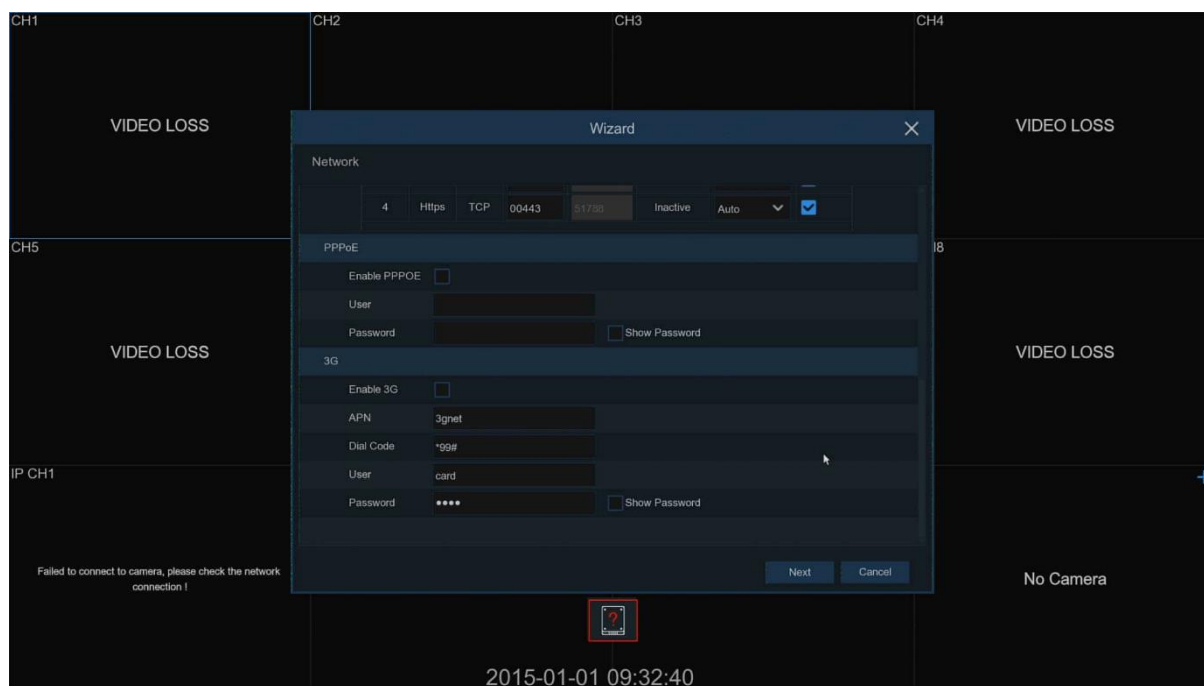 CH1
CH2
CH3
CH4
VIDEO LOSS
VIDEO LOSS
Wizard
Network
4 Https TCP 00443 51788 Inactive Auto
CH5
PPPoE
Enable PPPOE
User
Password Show Password
VIDEO LOSS
VIDEO LOSS
3G
Enable 3G
APN 3gnet
Dial Code *99#
User card
Password •••• Show Password
IP CH1
Failed to connect to camera, please check the network
connection !
Next Cancel
No Camera
?
2015-01-01 09:32:40